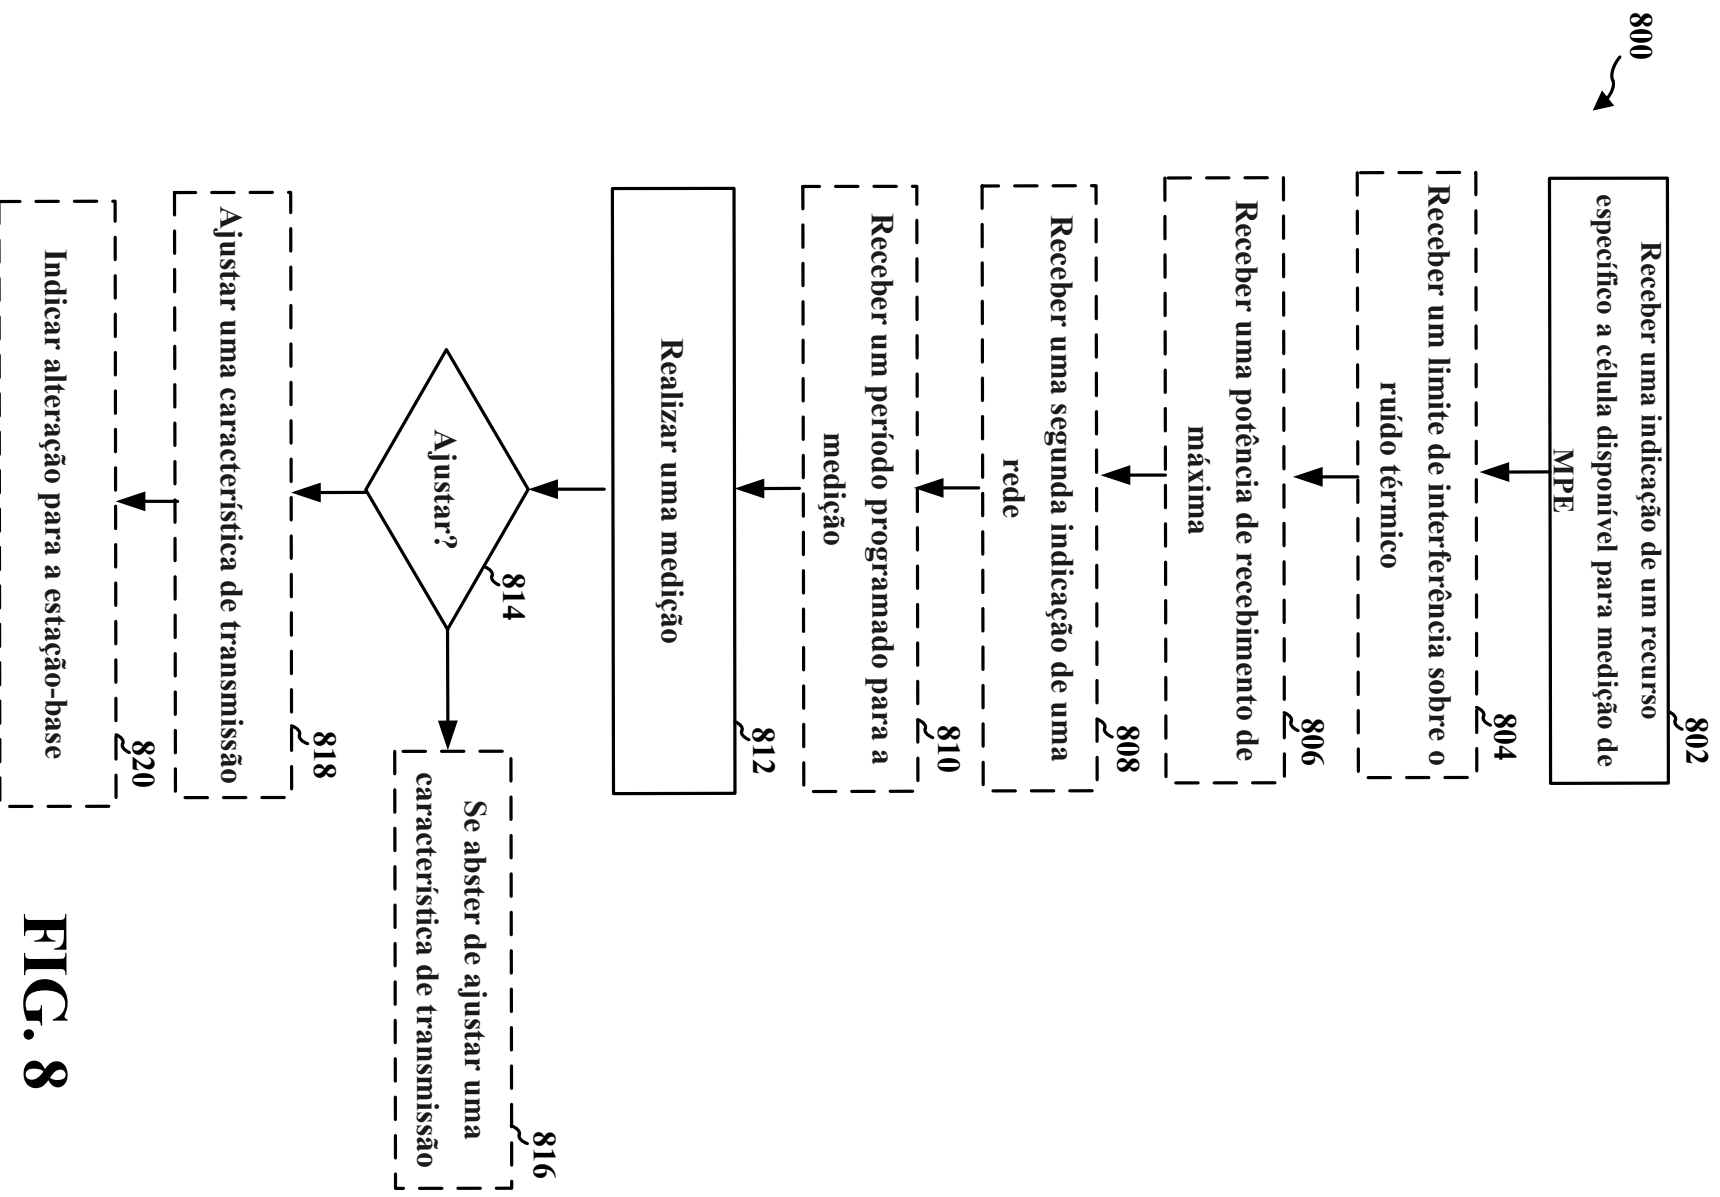 800
802
Receber uma indicação de um recurso
específico a célula disponível para medição de
MPE
804
Receber um limite de interferência sobre o
ruído térmico
806
Receber uma potência de recebimento de
máxima
808
Receber uma segunda indicação de uma
rede
810
Receber um período programado para a
medição
812
Realizar uma medição
814
Ajustar?
816
Se abster de ajustar uma
característica de transmissão
818
Ajustar uma característica de transmissão
820
Indicar alteração para a estação-base
FIG. 8